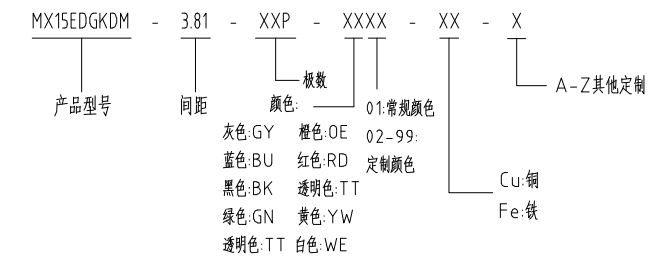 MX15EDGKDM - 3.81 - XXP - XXXX - XX - X
极数
A-Z其他定制
产品型号 间距 颜色: 01:常规颜色
灰色:GY 橙色:OE 02-99:
蓝色:BU 红色:RD 定制颜色
黑色:BK 透明色:TT Cu:铜
绿色:GN 黄色:YW Fe:铁
透明色:TT 白色:WE